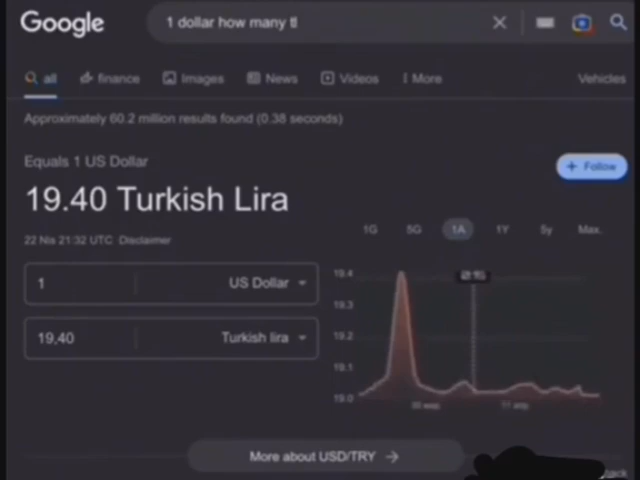 Google
1 dollar how many tl
all finance Images News Videos More Vehicles
Approximately 60.2 million results found (0.38 seconds)
Equals 1 US Dollar
+ Follow
19.40 Turkish Lira
22 Nis 21:32 UTC Disclaimer
1G 5G 1A 1Y 5y Max.
1 US Dollar
19,40 Turkish lira
19.4
19.3
19.2
19.1
19.0
More about USD/TRY →